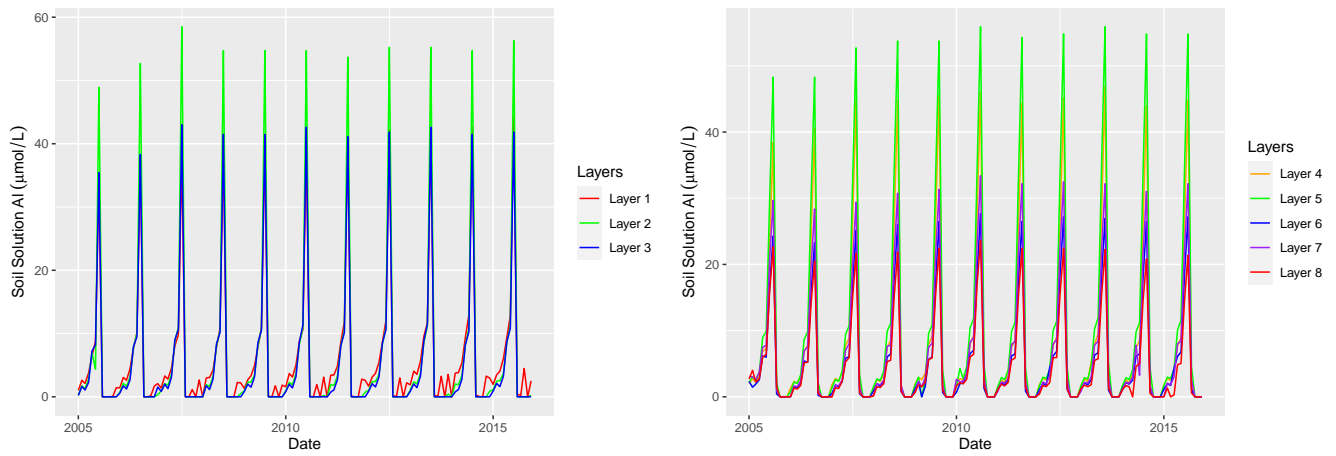 60
40
20
0
Soil Solution Al (μmol/L)
2005
2010
2015
Date
Layers
Layer 1
Layer 2
Layer 3
40
20
0
Soil Solution Al (μmol/L)
2005
2010
2015
Date
Layers
Layer 4
Layer 5
Layer 6
Layer 7
Layer 8